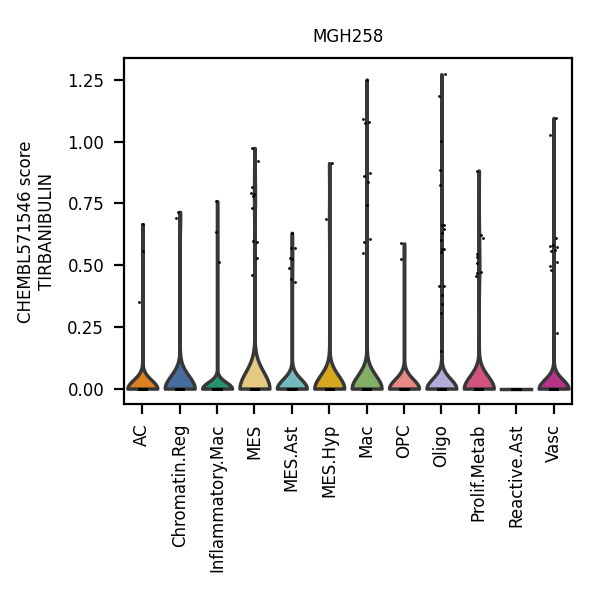 MGH258
CHEMBL571546 score
TIRBANIBULIN
1.25
1.00
0.75
0.50
0.25
0.00
AC
Chromatin.Reg
Inflammatory.Mac
MES
MES.Ast
MES.Hyp
Mac
OPC
Oligo
Prolif.Metab
Reactive.Ast
Vasc